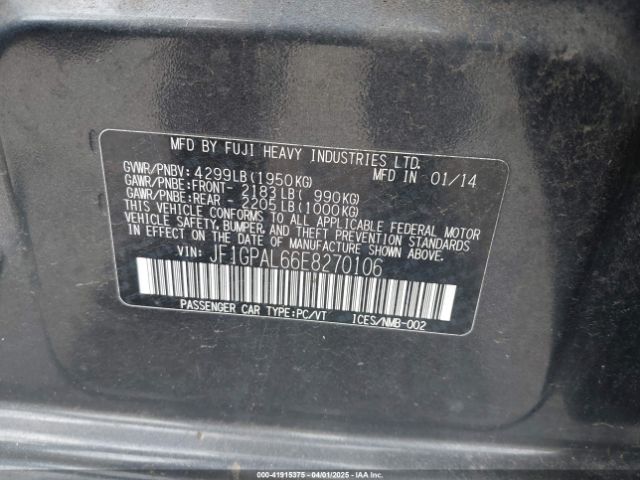 MFD BY FUJI HEAVY INDUSTRIES LTD.
GVWR/PNBV: 4299LB(1950KG) MFD IN 01/14
GAWR/PNBE:FRONT- 2183LB( 990KG)
GAWR/PNBE:REAR - 2205LB(1000KG)
THIS VEHICLE CONFORMS TO ALL APPLICABLE FEDERAL MOTOR
VEHICLE SAFETY, BUMPER, AND THEFT PREVENTION STANDARDS
IN EFFECT ON THE DATE OF MANUFACTURE SHOWN ABOVE.
VIN: JF1GPAL66E8270106
PASSENGER CAR TYPE:PC/VT ICES/NMB-002
00-41915375 - 04/01/2025 - IAAI.COM